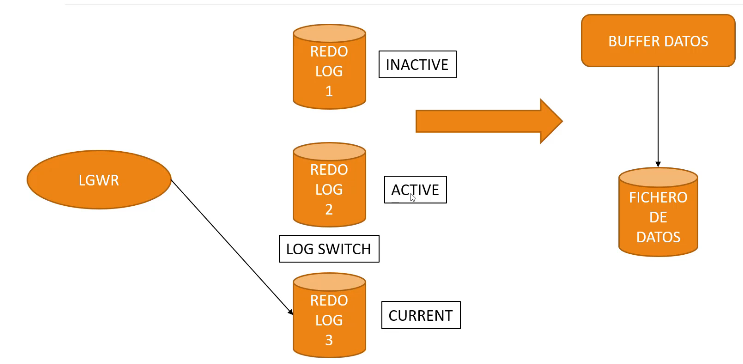 REDO
LOG
1
INACTIVE
BUFFER DATOS
LGWR
REDO
LOG
2
ACTIVE
FICHERO
DE
DATOS
LOG SWITCH
REDO
LOG
3
CURRENT